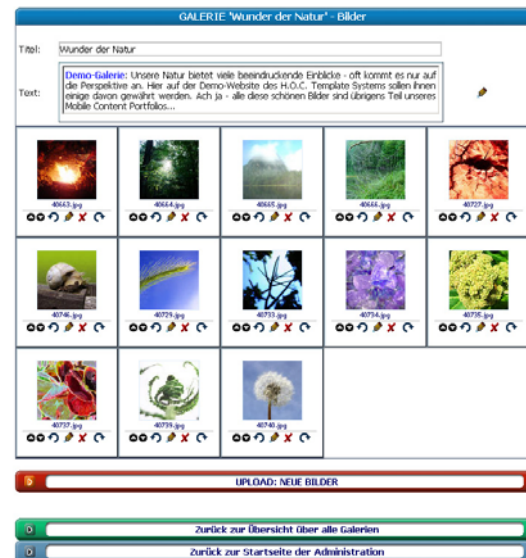 GALERIE 'Wunder der Natur' - Bilder
Titel: Wunder der Natur
Demo-Galerie: Unsere Natur bietet viele beeindruckende Einblicke - oft kommt es nur auf
die Perspektive an. Hier auf der Demo-Website des H.O.C. Template Systems sollen ihnen
Text: einige davon gewährt werden. Ach ja - alle diese schönen Bilder sind übrigens Teil unseres
Mobile Content Portfolios...
40663.jpg 40664.jpg 40665.jpg 40666.jpg 40727.jpg
40746.jpg 40729.jpg 40733.jpg 40734.jpg 40735.jpg
40737.jpg 40739.jpg 40740.jpg
UPLOAD: NEUE BILDER
Zurück zur Übersicht über alle Galerien
Zurück zur Startseite der Administration